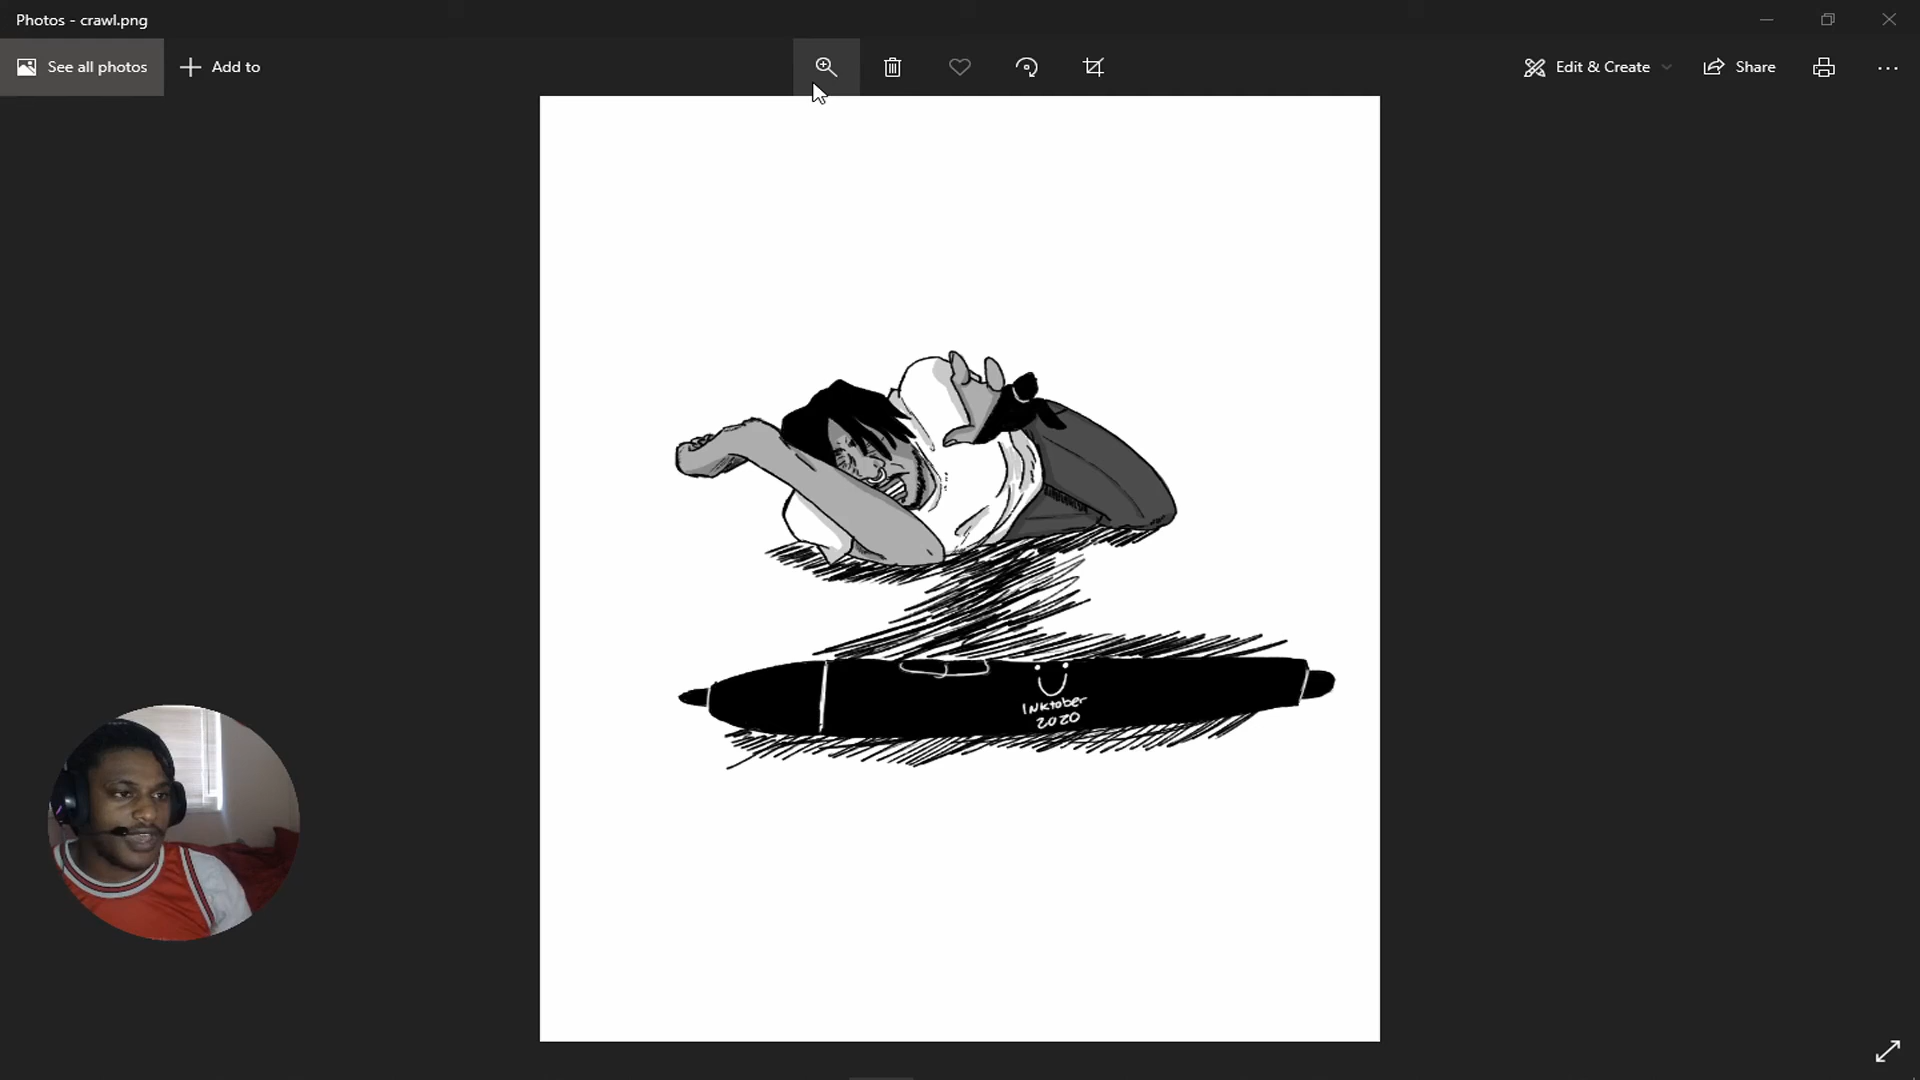 Photos - crawl.png
See all photos
Add to
Edit & Create
Share
INKtober
2020